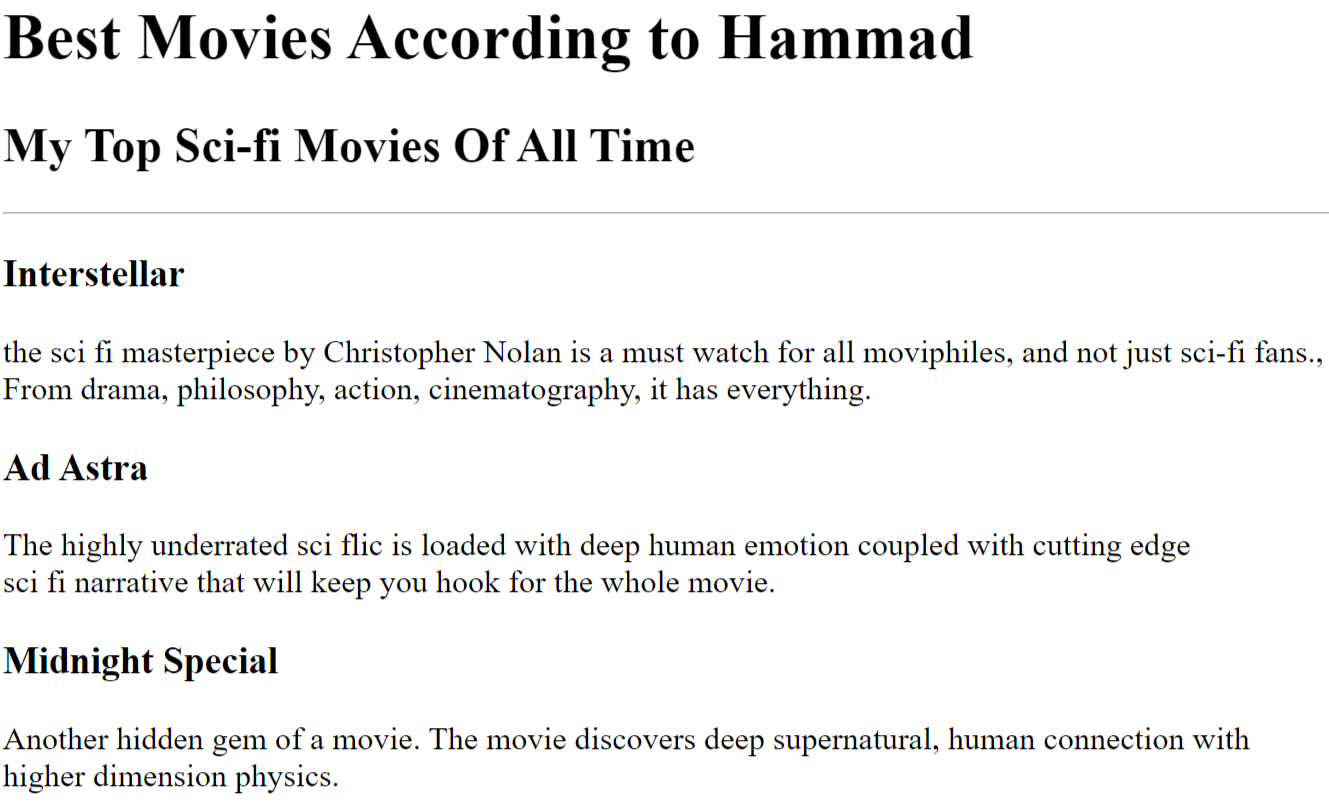 Best Movies According to Hammad
My Top Sci-fi Movies Of All Time
Interstellar
the sci fi masterpiece by Christopher Nolan is a must watch for all moviphiles, and not just sci-fi fans.,
From drama, philosophy, action, cinematography, it has everything.
Ad Astra
The highly underrated sci flic is loaded with deep human emotion coupled with cutting edge
sci fi narrative that will keep you hook for the whole movie.
Midnight Special
Another hidden gem of a movie. The movie discovers deep supernatural, human connection with
higher dimension physics.